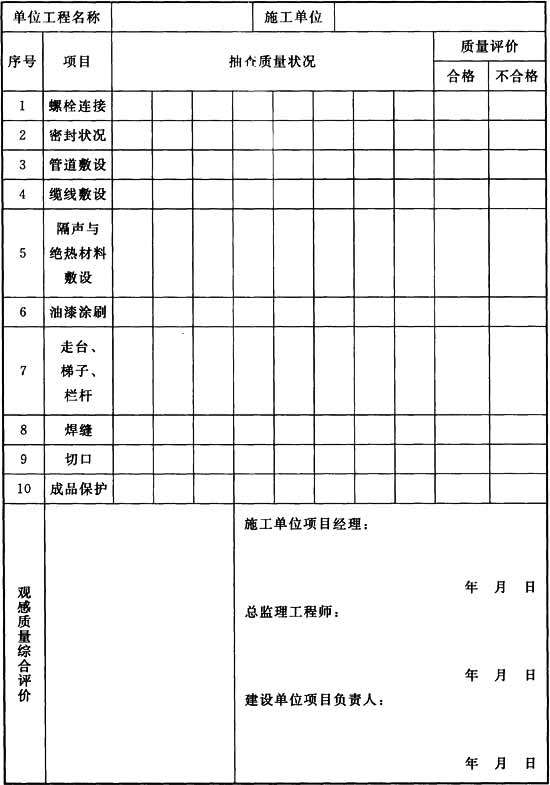 单位工程名称 施工单位
序号 项目 抽查质量状况 质量评价
合格 不合格
1 螺栓连接
2 密封状况
3 管道敷设
4 缆线敷设
5 隔声与
绝热材料
敷设
6 油漆涂刷
7 走台、
梯子、
栏杆
8 焊缝
9 切口
10 成品保护
观感质量综合评价
施工单位项目经理：
年 月 日
总监理工程师：
年 月 日
建设单位项目负责人：
年 月 日